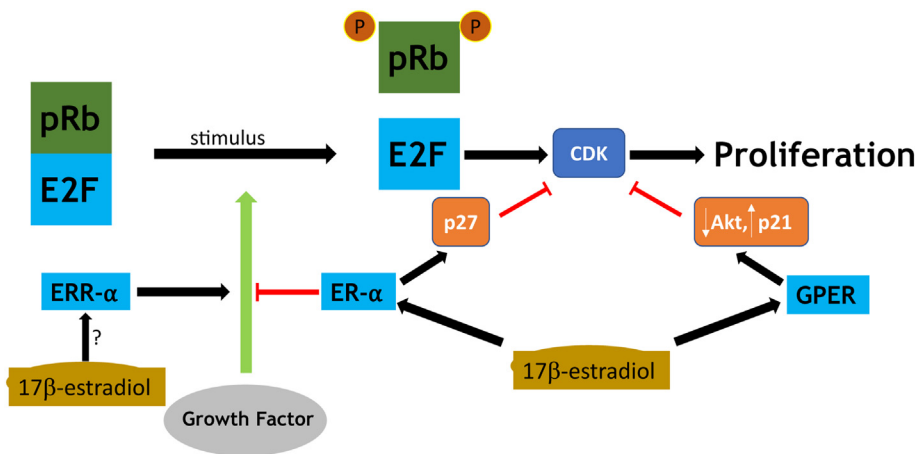 P
P
pRb
pRb
stimulus
E2F
CDK
Proliferation
E2F
p27
↓Akt, ↑p21
ERR-α
ER-α
GPER
?
17β-estradiol
17β-estradiol
Growth Factor